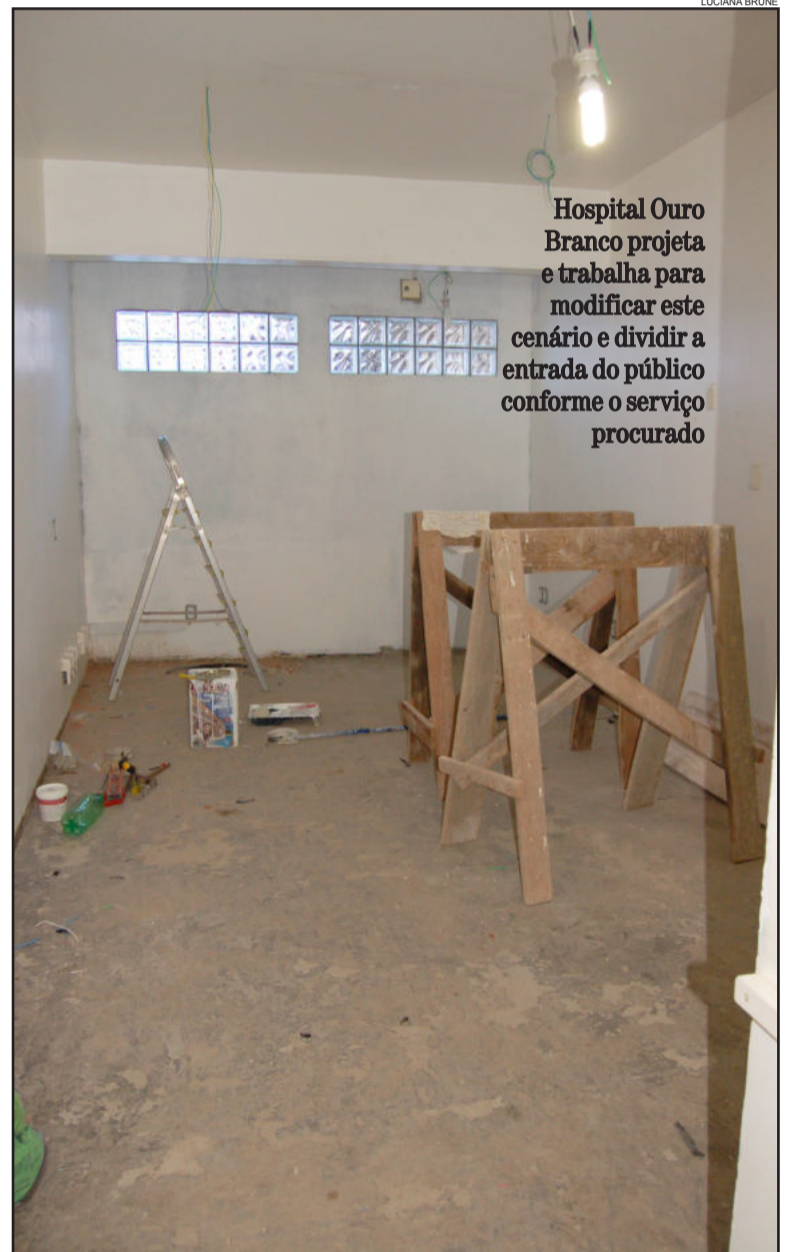 LUCIANA BRUNE
Hospital Ouro
Branco projeta
e trabalha para
modificar este
cenário e dividir a
entrada do público
conforme o serviço
procurado